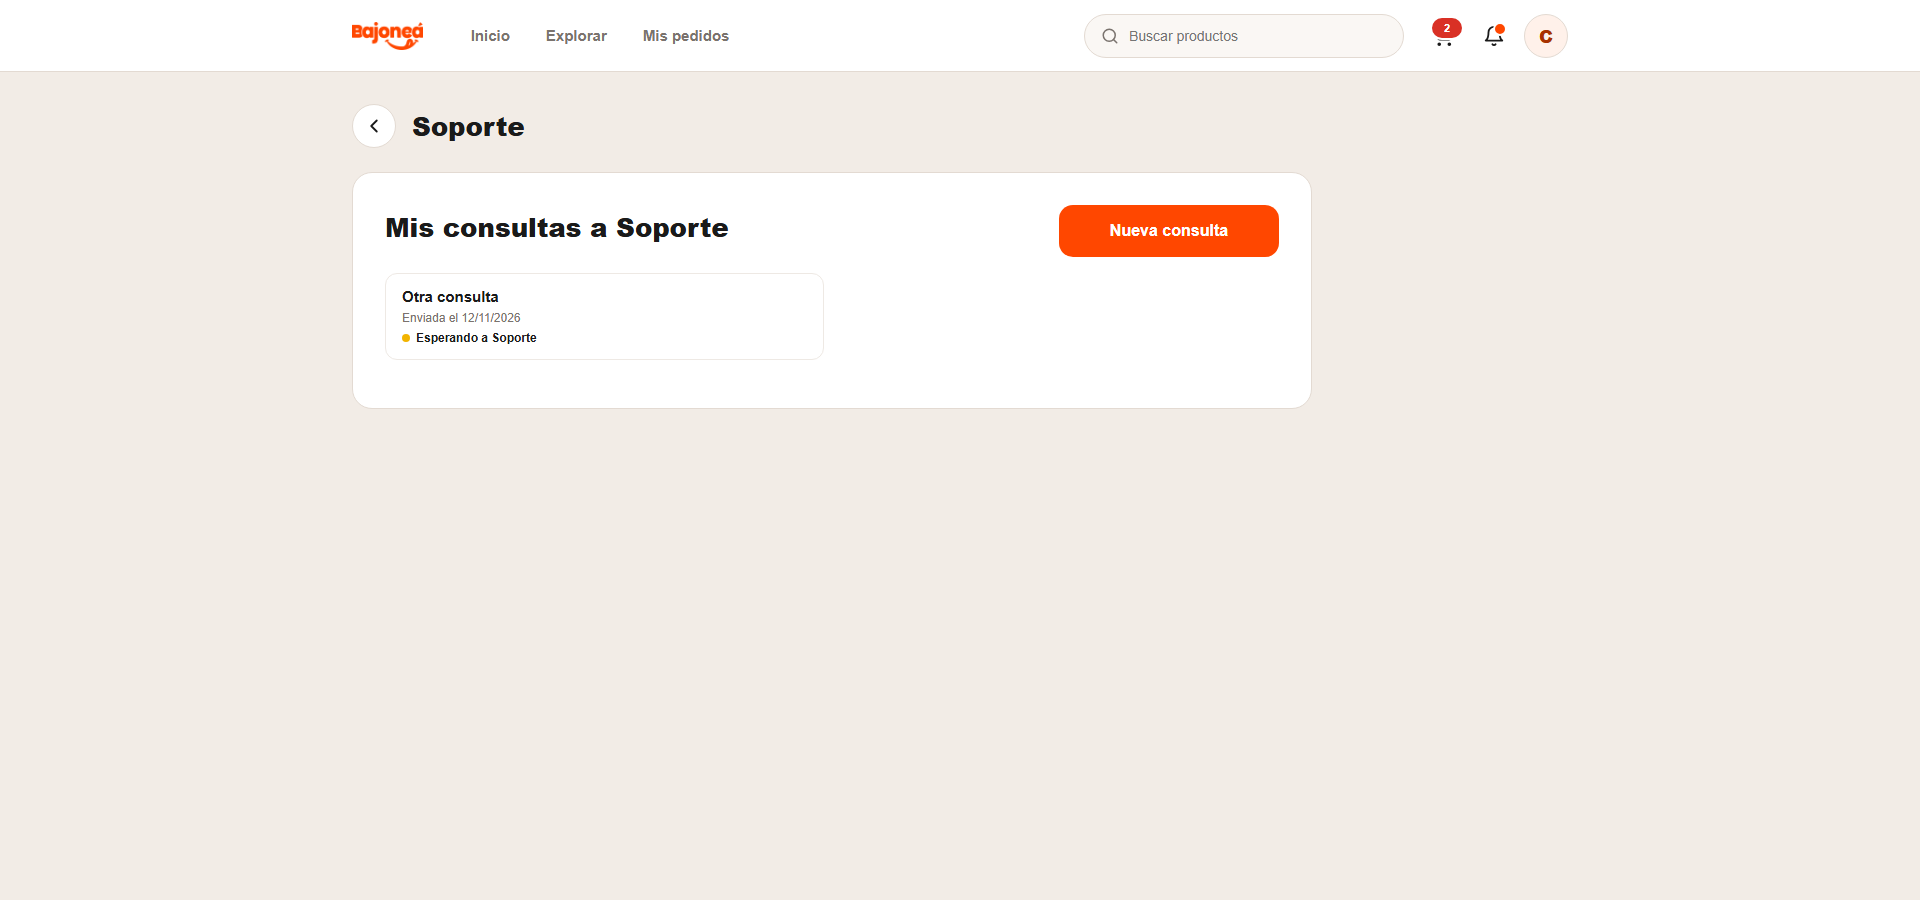 Bajoneá
Inicio
Explorar
Mis pedidos
Buscar productos
2
C
Soporte
Mis consultas a Soporte
Nueva consulta
Otra consulta
Enviada el 12/11/2026
Esperando a Soporte